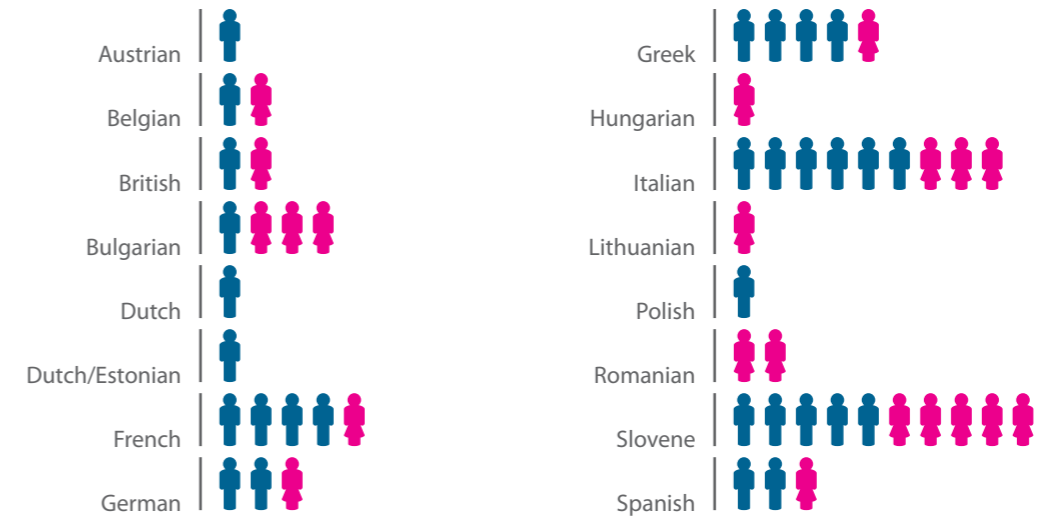 Austrian
Belgian
British
Bulgarian
Dutch
Dutch/Estonian
French
German
Greek
Hungarian
Italian
Lithuanian
Polish
Romanian
Slovene
Spanish